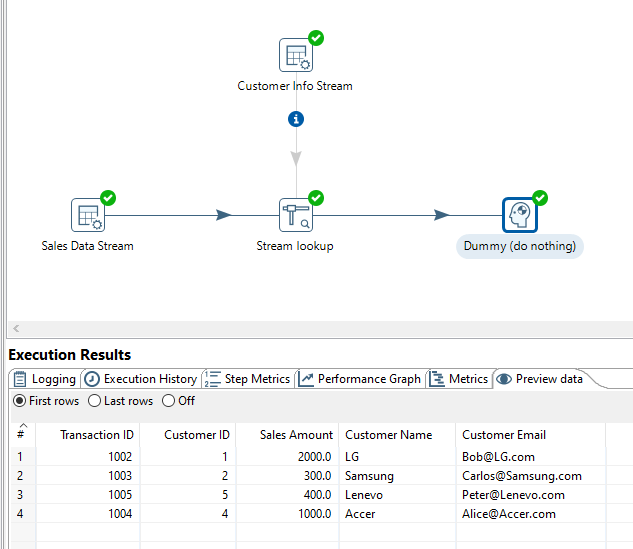 Customer Info Stream
Sales Data Stream
Stream lookup
Dummy (do nothing)
Execution Results
Logging Execution History Step Metrics Performance Graph Metrics Preview data
First rows Last rows Off
# Transaction ID Customer ID Sales Amount Customer Name Customer Email
1 1002 1 2000.0 LG Bob@LG.com
2 1003 2 300.0 Samsung Carlos@Samsung.com
3 1005 5 400.0 Lenevo Peter@Lenevo.com
4 1004 4 1000.0 Accer Alice@Accer.com